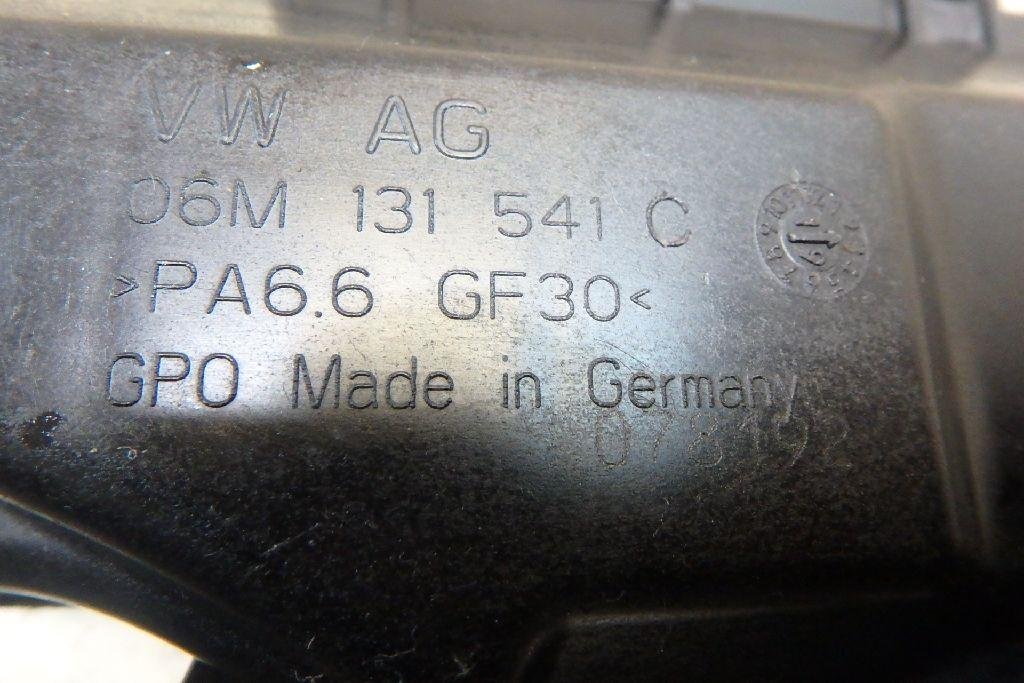 VW AG
06M 131 541 C
>PA6.6 GF30<
GPO Made in Germany